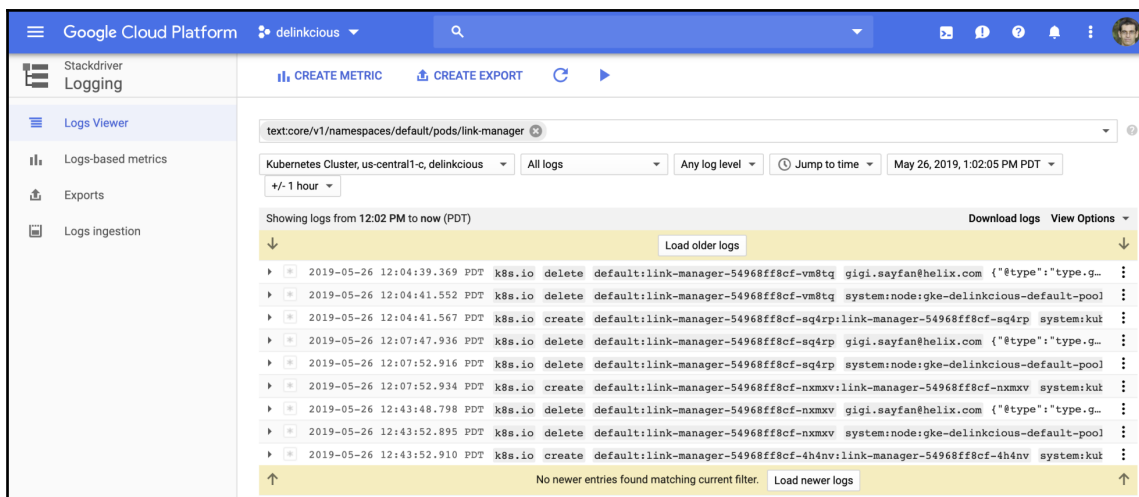 Google Cloud Platform delinkcious
Stackdriver
Logging
CREATE METRIC CREATE EXPORT
Logs Viewer
Logs-based metrics
Exports
Logs ingestion
text:core/v1/namespaces/default/pods/link-manager
Kubernetes Cluster, us-central1-c, delinkcious All logs Any log level Jump to time May 26, 2019, 1:02:05 PM PDT
+/- 1 hour
Showing logs from 12:02 PM to now (PDT) Download logs View Options
Load older logs
2019-05-26 12:04:39.369 PDT k8s.io delete default:link-manager-54968ff8cf-vm8tq gigi.sayfan@helix.com {"@type":"type.g…
2019-05-26 12:04:41.552 PDT k8s.io delete default:link-manager-54968ff8cf-vm8tq system:node:gke-delinkcious-default-pool
2019-05-26 12:04:41.567 PDT k8s.io create default:link-manager-54968ff8cf-sq4rp:link-manager-54968ff8cf-sq4rp system:kub
2019-05-26 12:07:47.936 PDT k8s.io delete default:link-manager-54968ff8cf-sq4rp gigi.sayfan@helix.com {"@type":"type.g…
2019-05-26 12:07:52.916 PDT k8s.io delete default:link-manager-54968ff8cf-sq4rp system:node:gke-delinkcious-default-pool
2019-05-26 12:07:52.934 PDT k8s.io create default:link-manager-54968ff8cf-nxmxv:link-manager-54968ff8cf-nxmxv system:kub
2019-05-26 12:43:48.798 PDT k8s.io delete default:link-manager-54968ff8cf-nxmxv gigi.sayfan@helix.com {"@type":"type.g…
2019-05-26 12:43:52.895 PDT k8s.io delete default:link-manager-54968ff8cf-nxmxv system:node:gke-delinkcious-default-pool
2019-05-26 12:43:52.910 PDT k8s.io create default:link-manager-54968ff8cf-4h4nv:link-manager-54968ff8cf-4h4nv system:kub
No newer entries found matching current filter. Load newer logs